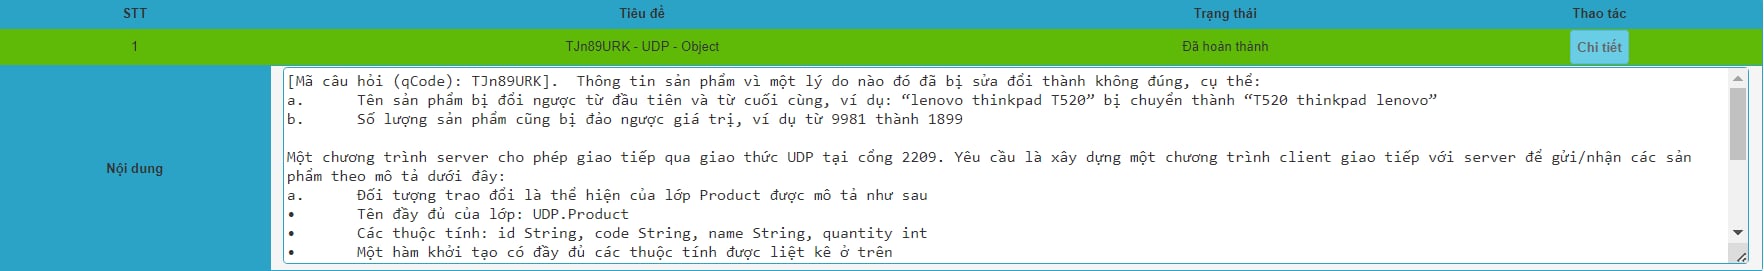 STT Tiêu đề Trạng thái Thao tác
1 TJn89URK - UDP - Object Đã hoàn thành Chi tiết
Nội dung
[Mã câu hỏi (qCode): TJn89URK].  Thông tin sản phẩm vì một lý do nào đó đã bị sửa đổi thành không đúng, cụ thể:
a. Tên sản phẩm bị đổi ngược từ đầu tiên và từ cuối cùng, ví dụ: “lenovo thinkpad T520” bị chuyển thành “T520 thinkpad lenovo”
b. Số lượng sản phẩm cũng bị đảo ngược giá trị, ví dụ từ 9981 thành 1899
Một chương trình server cho phép giao tiếp qua giao thức UDP tại cổng 2209. Yêu cầu là xây dựng một chương trình client giao tiếp với server để gửi/nhận các sản
phẩm theo mô tả dưới đây:
a. Đối tượng trao đổi là thể hiện của lớp Product được mô tả như sau
• Tên đầy đủ của lớp: UDP.Product
• Các thuộc tính: id String, code String, name String, quantity int
• Một hàm khởi tạo có đầy đủ các thuộc tính được liệt kê ở trên